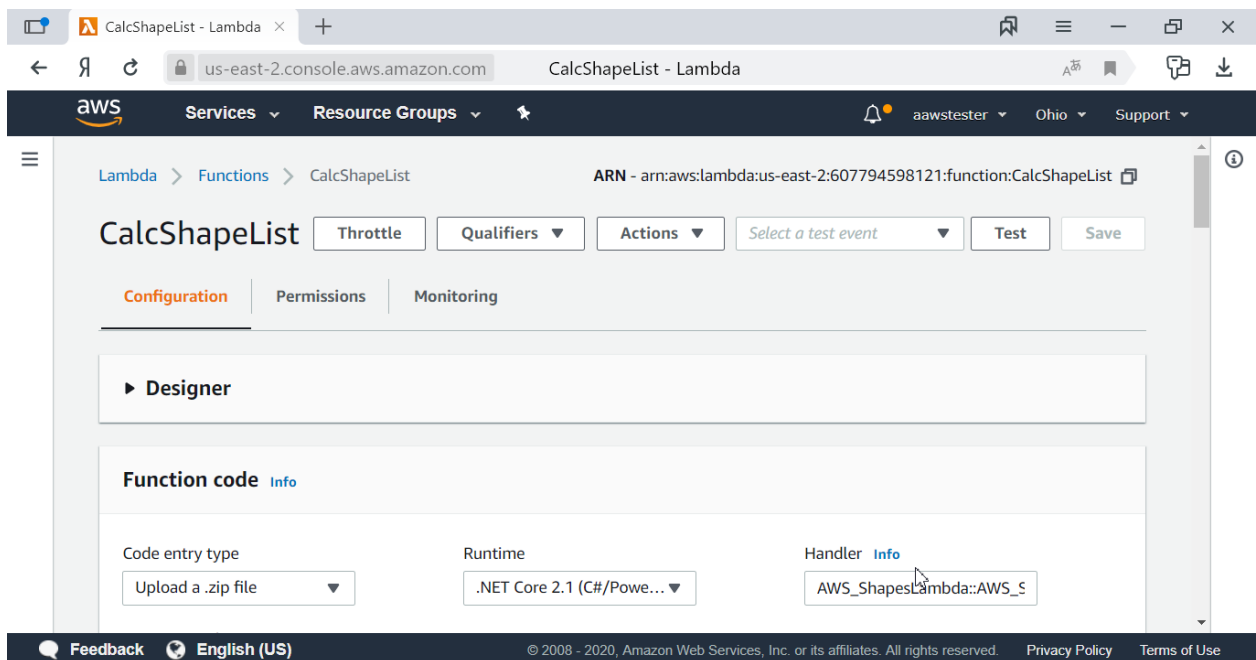 CalcShapeList - Lambda
Я us-east-2.console.aws.amazon.com CalcShapeList - Lambda
aws Services Resource Groups aawstester Ohio Support
Lambda Functions CalcShapeList ARN - arn:aws:lambda:us-east-2:607794598121:function:CalcShapeList
CalcShapeList Throttle Qualifiers Actions Select a test event Test Save
Configuration Permissions Monitoring
Designer
Function code Info
Code entry type Runtime Handler Info
Upload a .zip file .NET Core 2.1 (C#/Powe... AWS_ShapesLambda::AWS_S
Feedback English (US) © 2008 - 2020, Amazon Web Services, Inc. or its affiliates. All rights reserved. Privacy Policy Terms of Use